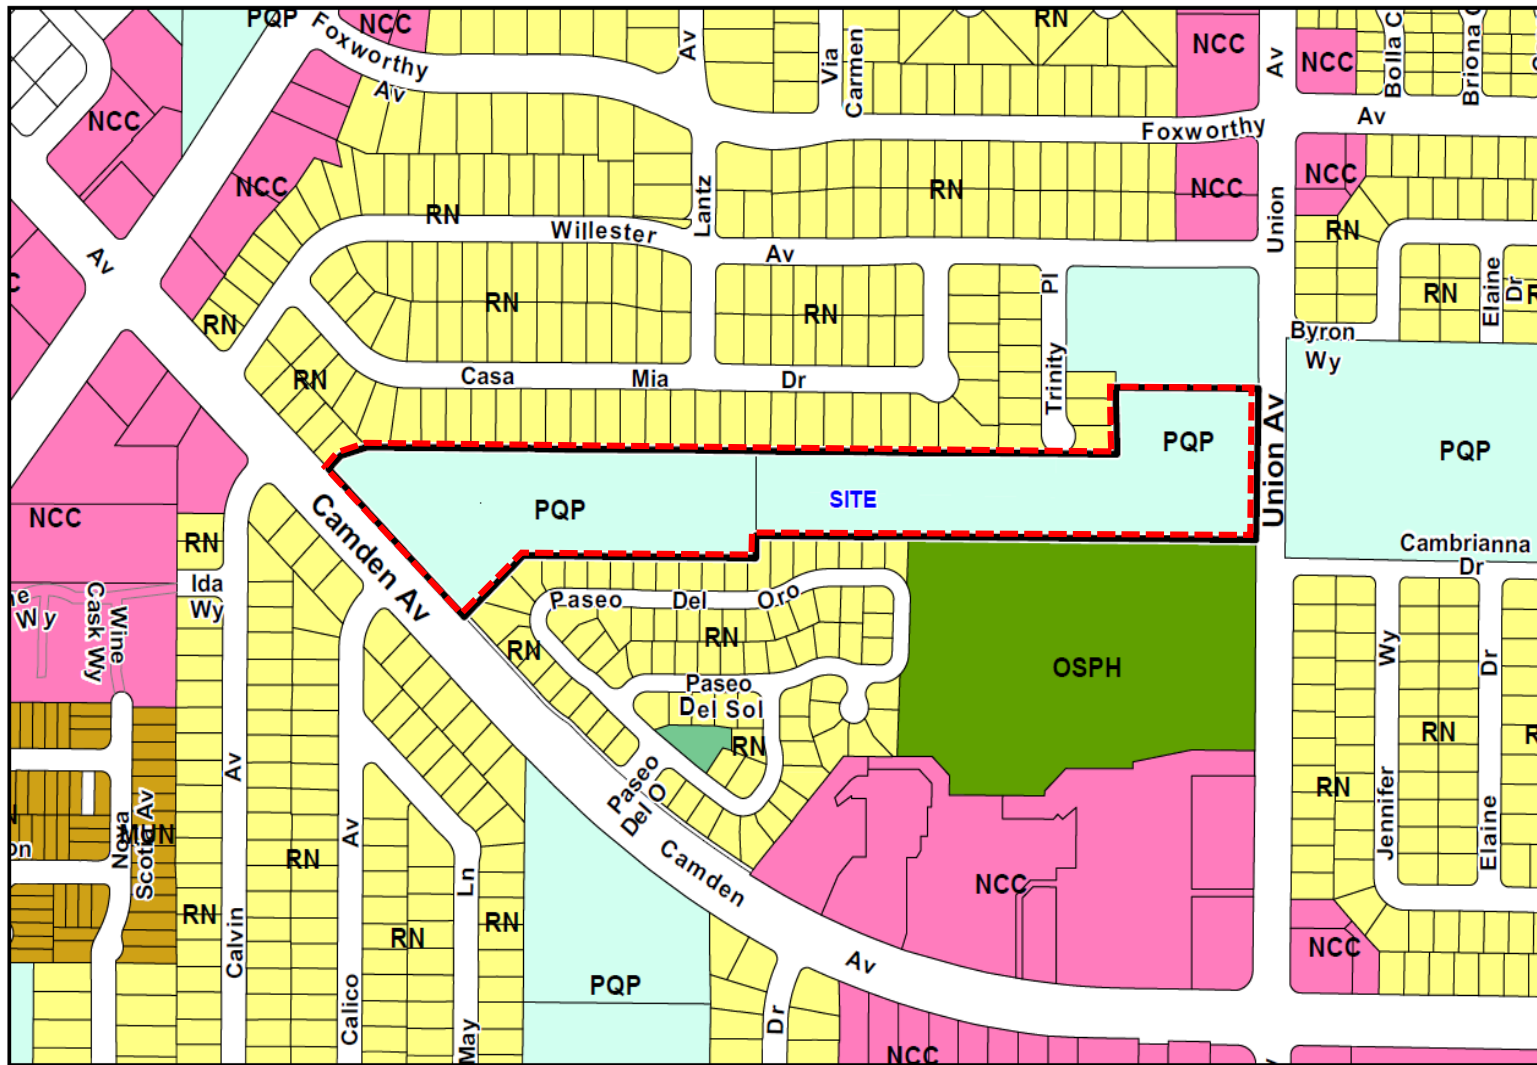 PQP
NCC
RN
Foxworthy
Av
Av
Via
Carmen
NCC
Av
NCC
Bolla C
Briona C
NCC
Foxworthy
Av
NCC
RN
Lantz
RN
NCC
NCC
Union
RN
Willester
Av
Av
C
RN
RN
RN
Pl
RN
Elaine
Dr
R
Byron
Wy
RN
Casa
Mia
Dr
Trinity
PQP
Union Av
PQP
PQP
SITE
NCC
Camden Av
RN
Cambrianna
Dr
Ida
Wy
Wine
Cask Wy
ne
Wy
Paseo
Del
Oro
RN
RN
OSPH
Wy
Dr
Paseo
Del Sol
RN
RN
R
Av
Paseo
Del O
RN
Nova
Scotia Av
MUN
N
on
RN
Av
Jennifer
Elaine
Camden
NCC
Ln
RN
RN
RN
Calvin
Av
NCC
PQP
Calico
May
Dr
NCC